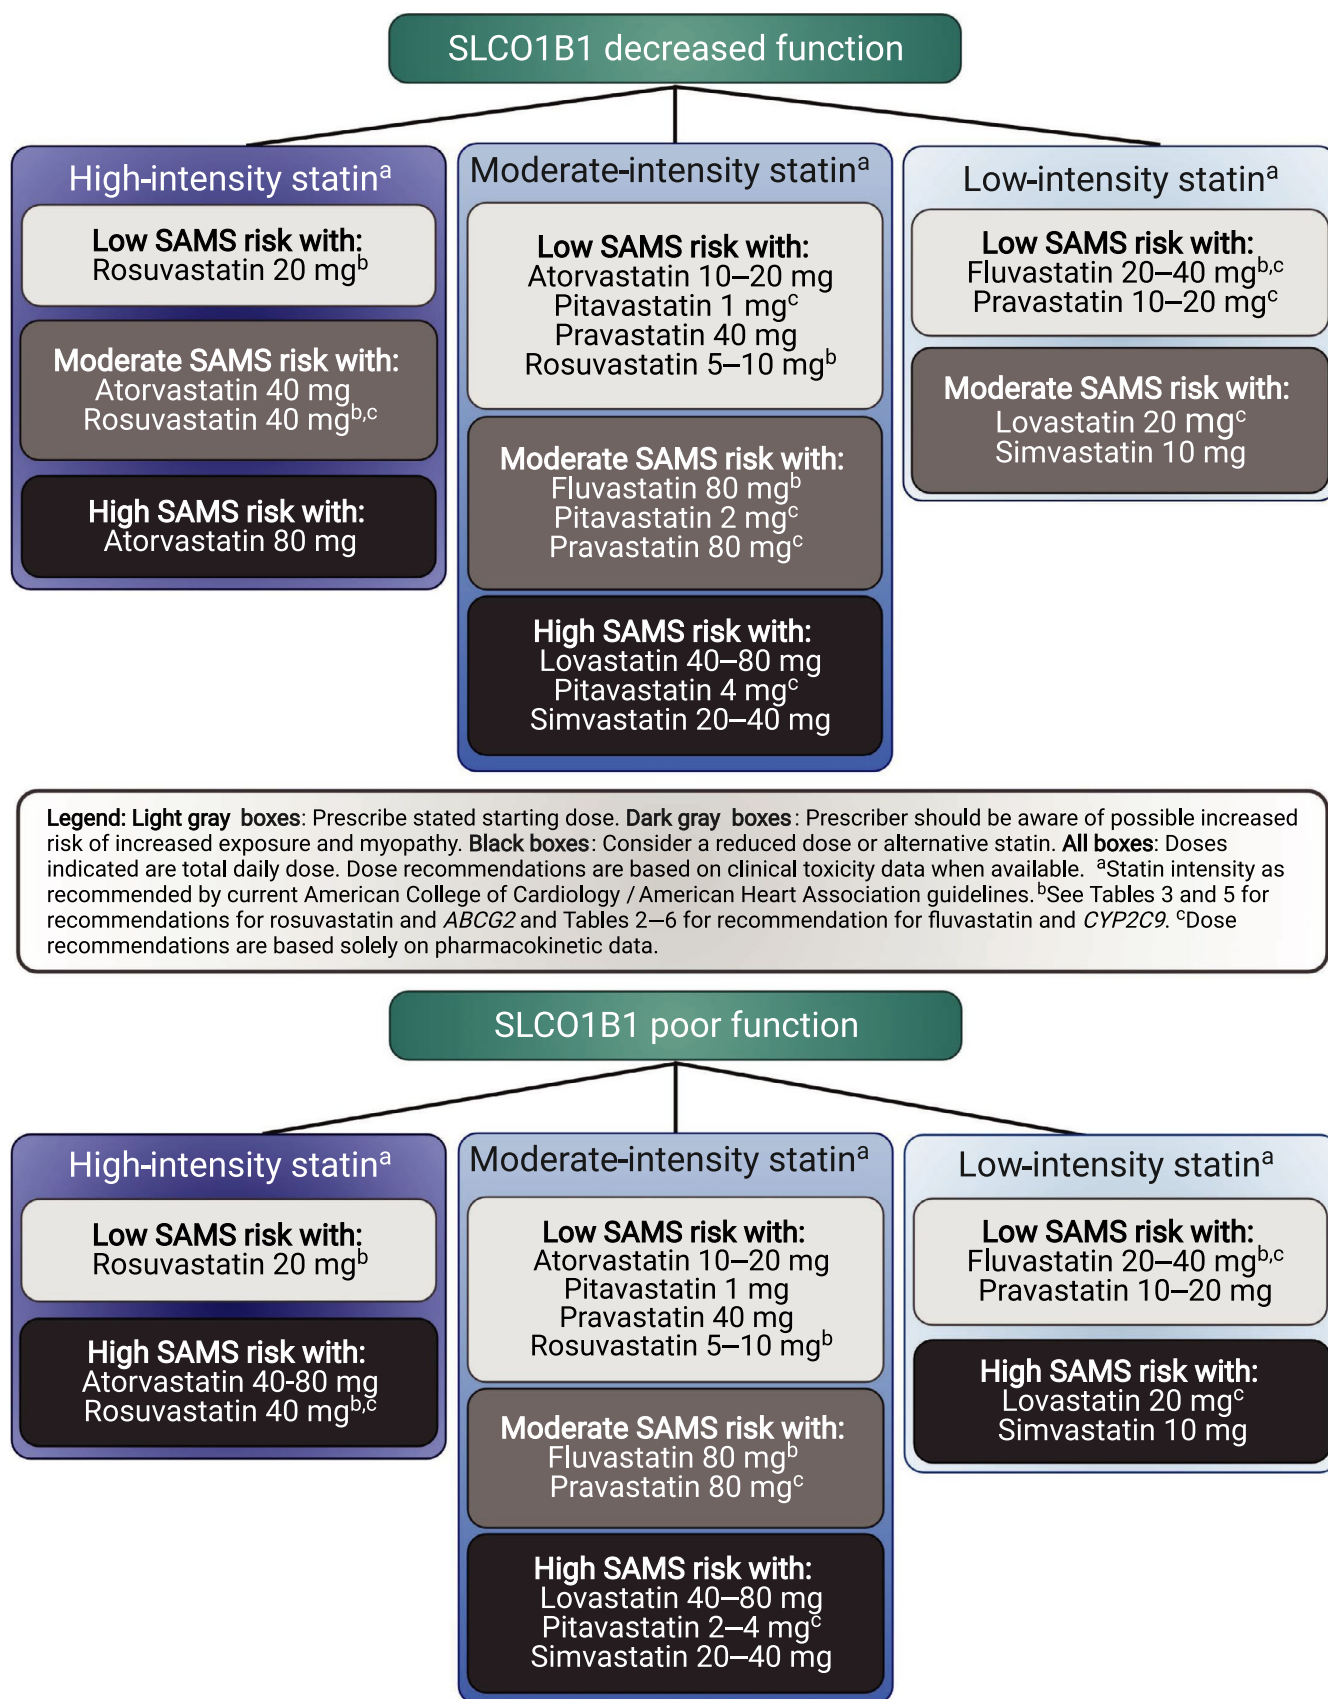 SLCO1B1 decreased function
High-intensity statinᵃ
Low SAMS risk with:
Rosuvastatin 20 mgᵇ
Moderate SAMS risk with:
Atorvastatin 40 mg
Rosuvastatin 40 mgᵇ,ᶜ
High SAMS risk with:
Atorvastatin 80 mg
Moderate-intensity statinᵃ
Low SAMS risk with:
Atorvastatin 10–20 mg
Pitavastatin 1 mgᶜ
Pravastatin 40 mg
Rosuvastatin 5–10 mgᵇ
Moderate SAMS risk with:
Fluvastatin 80 mgᵇ
Pitavastatin 2 mgᶜ
Pravastatin 80 mgᶜ
High SAMS risk with:
Lovastatin 40–80 mg
Pitavastatin 4 mgᶜ
Simvastatin 20–40 mg
Low-intensity statinᵃ
Low SAMS risk with:
Fluvastatin 20–40 mgᵇ,ᶜ
Pravastatin 10–20 mgᶜ
Moderate SAMS risk with:
Lovastatin 20 mgᶜ
Simvastatin 10 mg
Legend: Light gray boxes: Prescribe stated starting dose. Dark gray boxes: Prescriber should be aware of possible increased
risk of increased exposure and myopathy. Black boxes: Consider a reduced dose or alternative statin. All boxes: Doses
indicated are total daily dose. Dose recommendations are based on clinical toxicity data when available. ᵃStatin intensity as
recommended by current American College of Cardiology / American Heart Association guidelines. ᵇSee Tables 3 and 5 for
recommendations for rosuvastatin and ABCG2 and Tables 2–6 for recommendation for fluvastatin and CYP2C9. ᶜDose
recommendations are based solely on pharmacokinetic data.
SLCO1B1 poor function
High-intensity statinᵃ
Low SAMS risk with:
Rosuvastatin 20 mgᵇ
High SAMS risk with:
Atorvastatin 40-80 mg
Rosuvastatin 40 mgᵇ,ᶜ
Moderate-intensity statinᵃ
Low SAMS risk with:
Atorvastatin 10–20 mg
Pitavastatin 1 mg
Pravastatin 40 mg
Rosuvastatin 5–10 mgᵇ
Moderate SAMS risk with:
Fluvastatin 80 mgᵇ
Pravastatin 80 mgᶜ
High SAMS risk with:
Lovastatin 40–80 mg
Pitavastatin 2–4 mgᶜ
Simvastatin 20–40 mg
Low-intensity statinᵃ
Low SAMS risk with:
Fluvastatin 20–40 mgᵇ,ᶜ
Pravastatin 10–20 mg
High SAMS risk with:
Lovastatin 20 mgᶜ
Simvastatin 10 mg